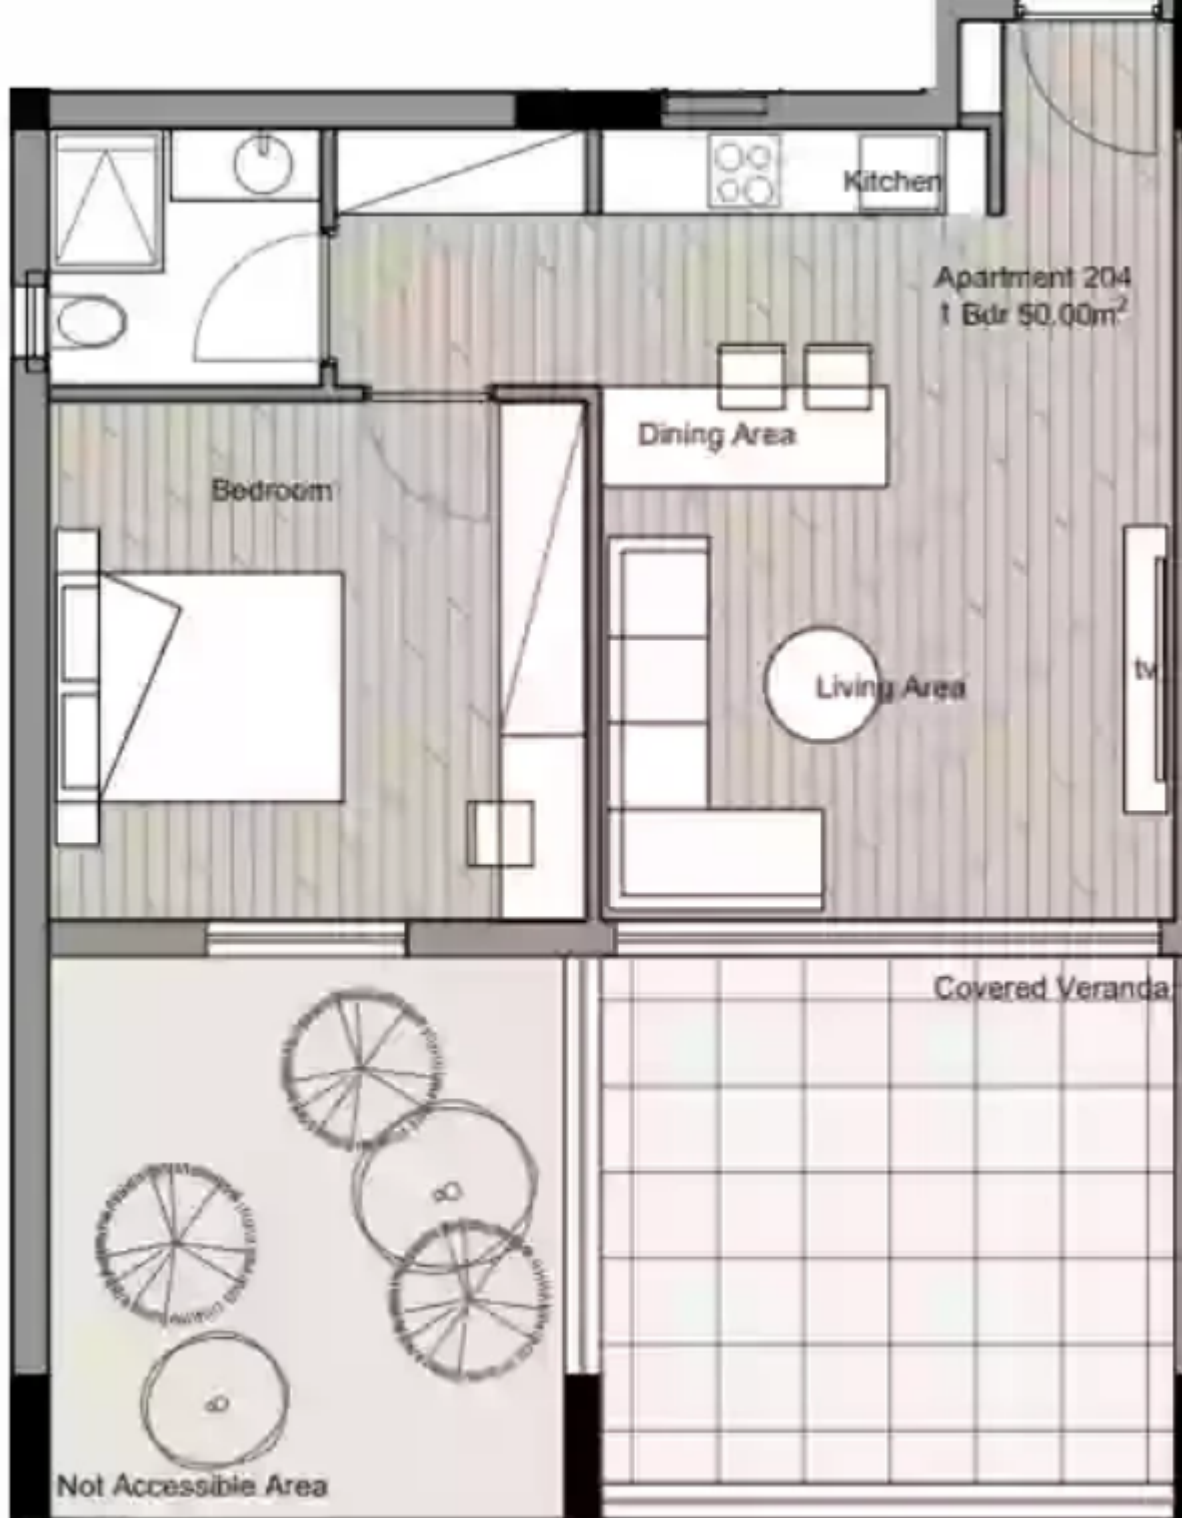 Kitchen
Apartment 204
1 Bdr 50.00m²
Dining Area
Bedroom
Living Area
tv
Covered Veranda
Not Accessible Area